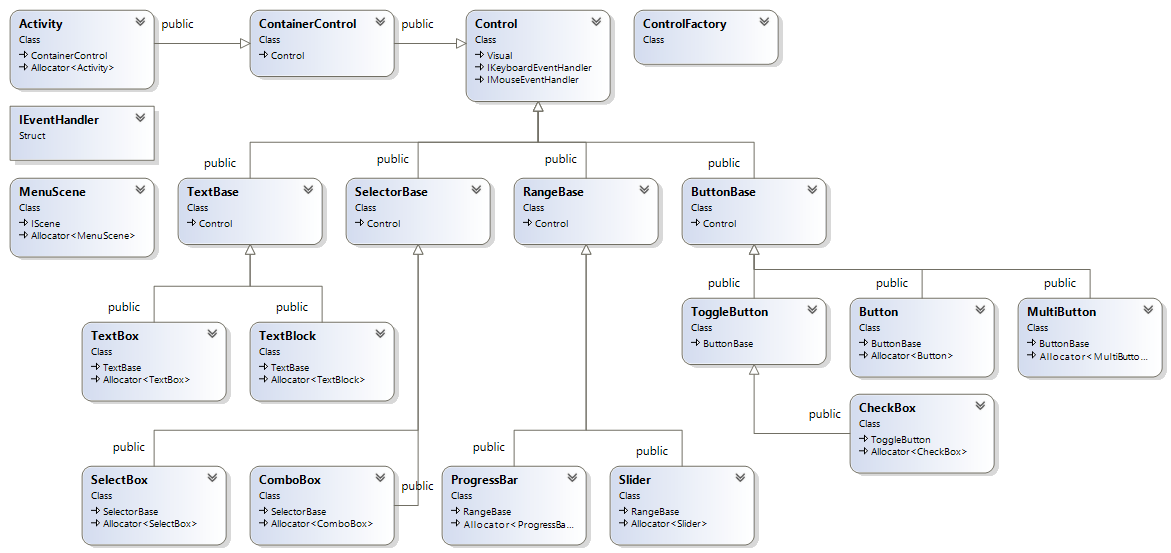 Activity
Class
ContainerControl
Allocator<Activity>
public
ContainerControl
Class
Control
public
Control
Class
Visual
IKeyboardEventHandler
IMouseEventHandler
ControlFactory
Class
IEventHandler
Struct
MenuScene
Class
IScene
Allocator<MenuScene>
public
TextBase
Class
Control
public
SelectorBase
Class
Control
public
RangeBase
Class
Control
public
ButtonBase
Class
Control
public
TextBox
Class
TextBase
Allocator<TextBox>
public
TextBlock
Class
TextBase
Allocator<TextBlock>
public
ToggleButton
Class
ButtonBase
public
Button
Class
ButtonBase
Allocator<Button>
public
MultiButton
Class
ButtonBase
Allocator<MultiButto...
public
CheckBox
Class
ToggleButton
Allocator<CheckBox>
public
SelectBox
Class
SelectorBase
Allocator<SelectBox>
ComboBox
Class
SelectorBase
Allocator<ComboBox>
public
public
ProgressBar
Class
RangeBase
Allocator<ProgressBa...
public
Slider
Class
RangeBase
Allocator<Slider>